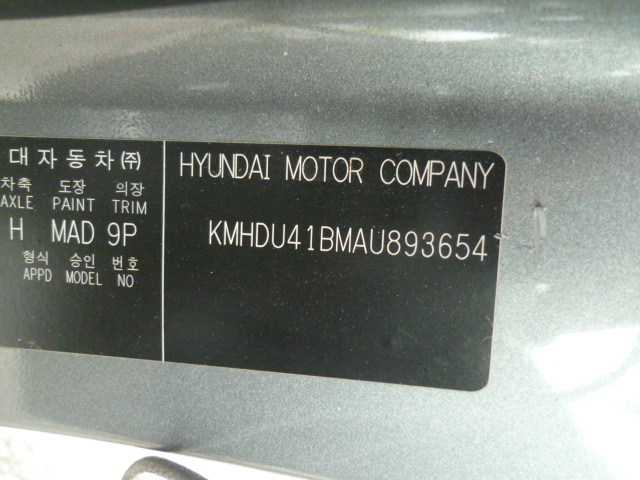 대자동차㈜
차축 도장 의장
AXLE PAINT TRIM
H MAD 9P
형식 승인 번호
APPD MODEL NO
HYUNDAI MOTOR COMPANY
KMHDU41BMAU893654